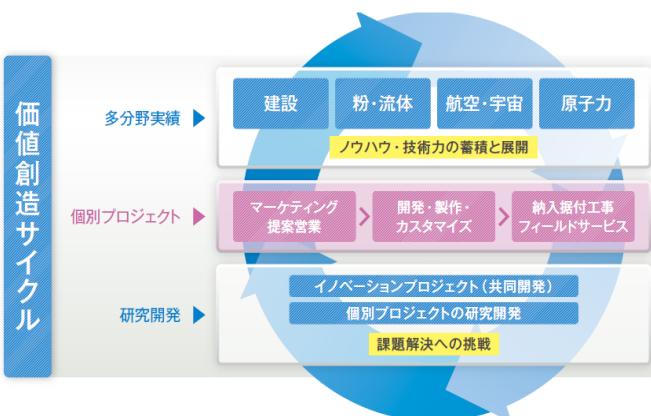 価値創造サイクル
多分野実績
建設
粉・流体
航空・宇宙
原子力
ノウハウ・技術力の蓄積と展開
個別プロジェクト
マーケティング
提案営業
開発・製作・
カスタマイズ
納入据付工事
フィールドサービス
研究開発
イノベーションプロジェクト(共同開発)
個別プロジェクトの研究開発
課題解決への挑戦